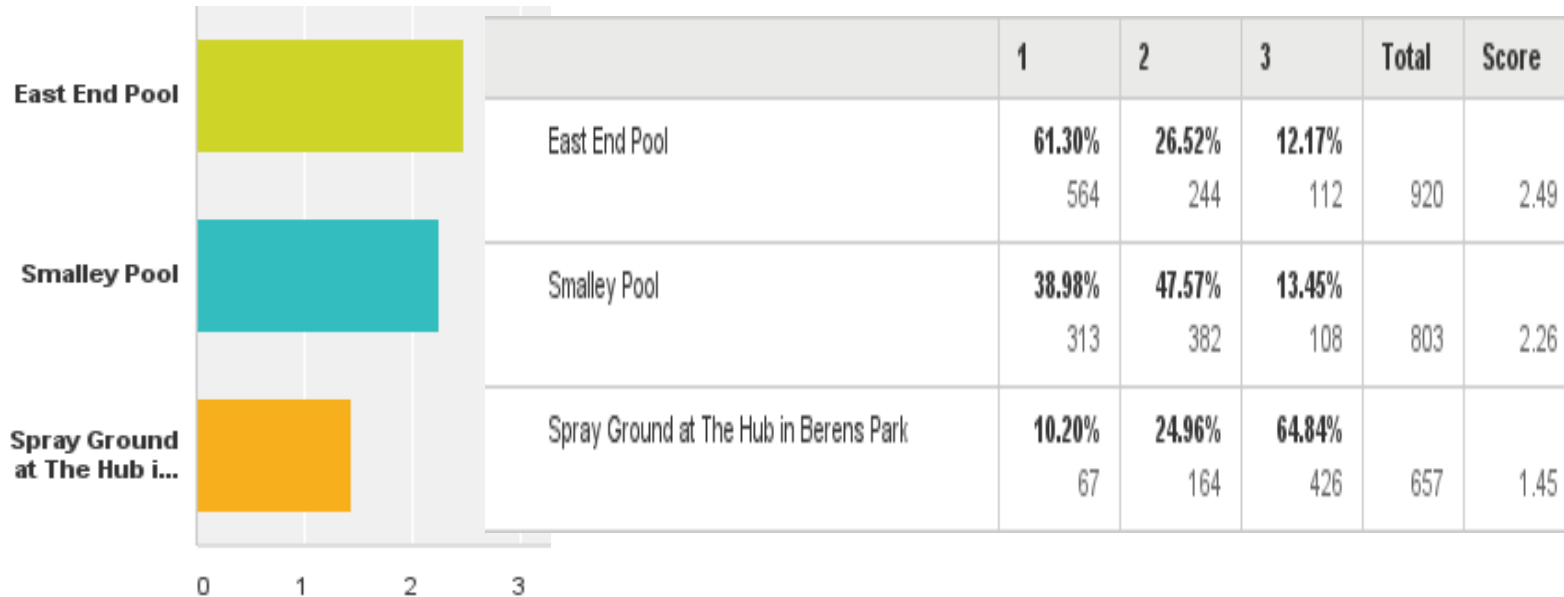 East End Pool
Smalley Pool
Spray Ground
at The Hub i...
0 1 2 3
1 2 3 Total Score
East End Pool 61.30% 26.52% 12.17%
564 244 112 920 2.49
Smalley Pool 38.98% 47.57% 13.45%
313 382 108 803 2.26
Spray Ground at The Hub in Berens Park 10.20% 24.96% 64.84%
67 164 426 657 1.45